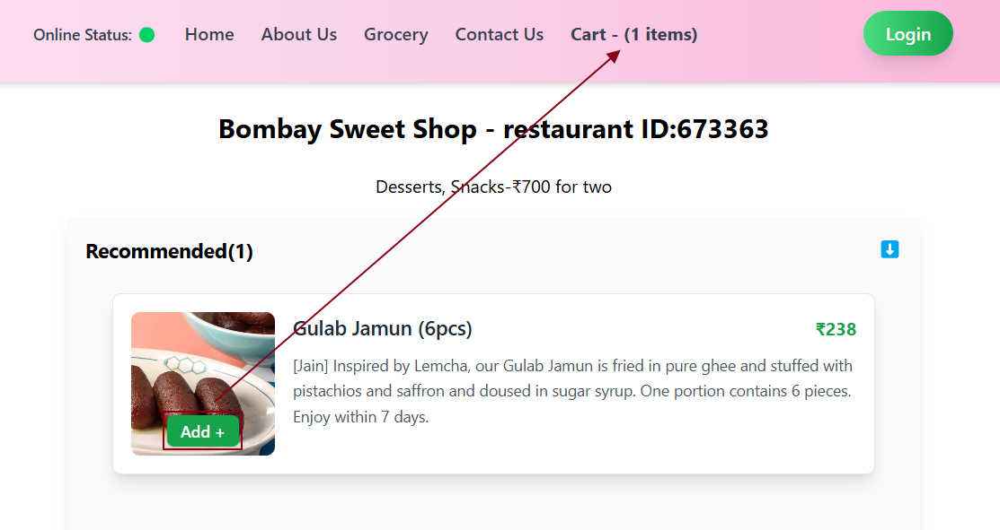 Online Status:
Home
About Us
Grocery
Contact Us
Cart - (1 items)
Login
Bombay Sweet Shop - restaurant ID:673363
Desserts, Snacks-₹700 for two
Recommended(1)
Gulab Jamun (6pcs)
₹238
[Jain] Inspired by Lemcha, our Gulab Jamun is fried in pure ghee and stuffed with
pistachios and saffron and doused in sugar syrup. One portion contains 6 pieces.
Enjoy within 7 days.
Add +